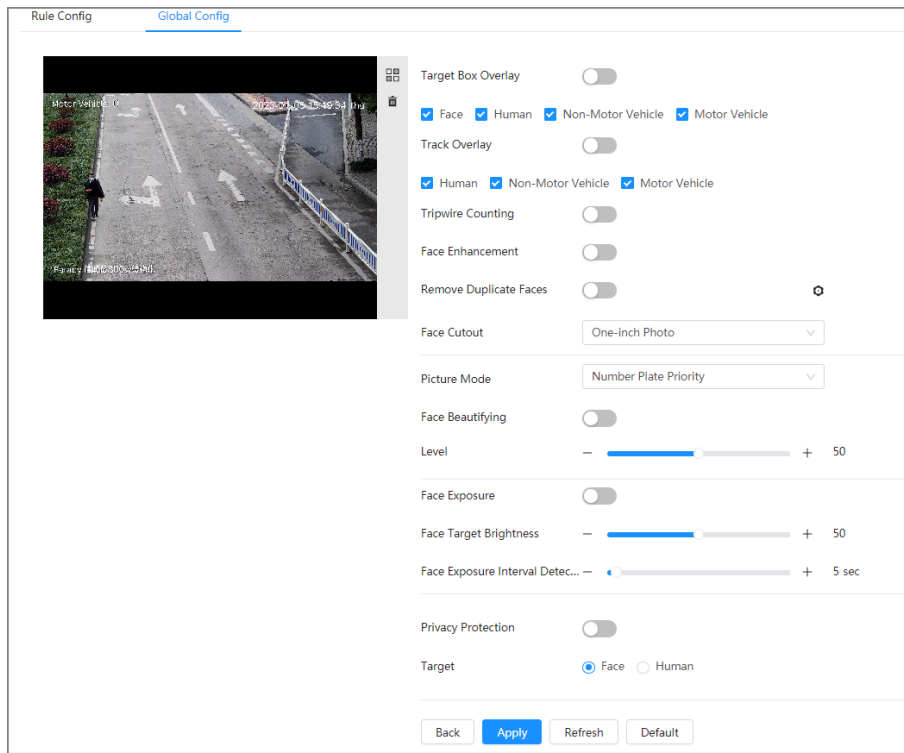 Rule Config Global Config
Motor Vehicle: 0
Target Box Overlay
Face Human Non-Motor Vehicle Motor Vehicle
Track Overlay
Human Non-Motor Vehicle Motor Vehicle
Tripwire Counting
Face Enhancement
Remove Duplicate Faces
Face Cutout One-inch Photo
Picture Mode Number Plate Priority
Face Beautifying
Level − + 50
Face Exposure
Face Target Brightness − + 50
Face Exposure Interval Detec... − + 5 sec
Privacy Protection
Target Face Human
Back Apply Refresh Default